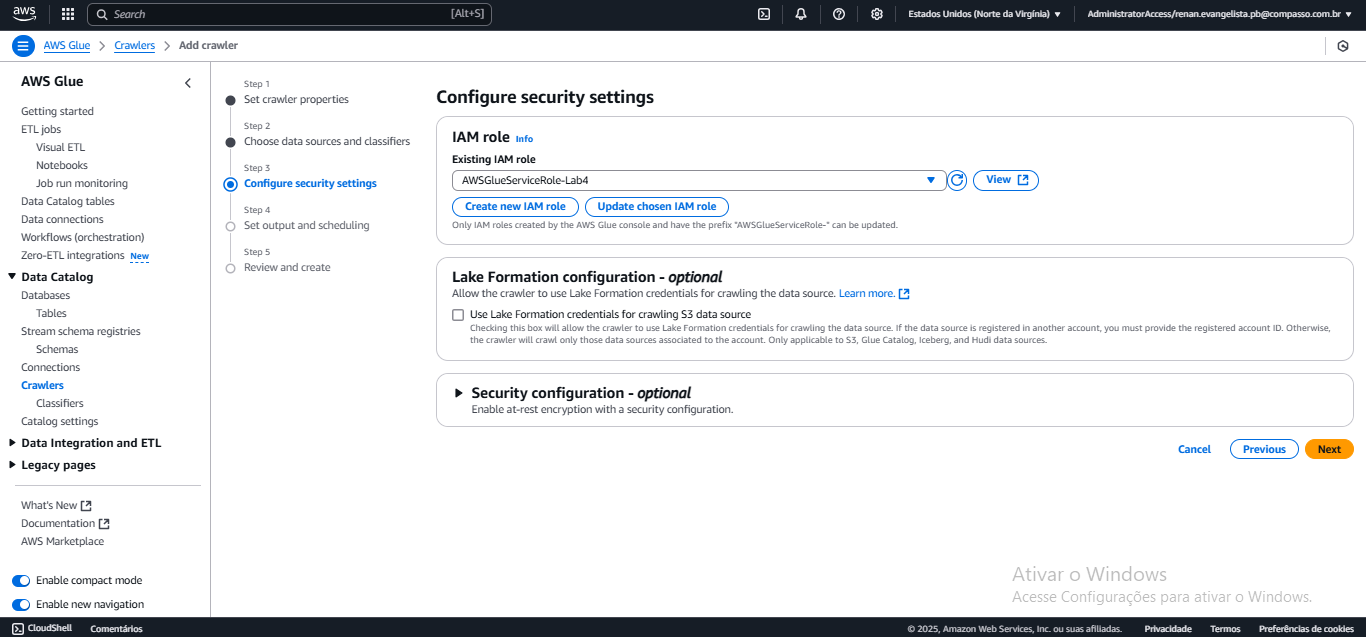 aws
Search
[Alt+S]
Estados Unidos (Norte da Virgínia)
AdministratorAccess/renan.evangelista.pb@compasso.com.br
AWS Glue
Crawlers
Add crawler
AWS Glue
Getting started
ETL jobs
Visual ETL
Notebooks
Job run monitoring
Data Catalog tables
Data connections
Workflows (orchestration)
Zero-ETL integrations New
Data Catalog
Databases
Tables
Stream schema registries
Schemas
Connections
Crawlers
Classifiers
Catalog settings
Data Integration and ETL
Legacy pages
What's New
Documentation
AWS Marketplace
Enable compact mode
Enable new navigation
Step 1
Set crawler properties
Step 2
Choose data sources and classifiers
Step 3
Configure security settings
Step 4
Set output and scheduling
Step 5
Review and create
Configure security settings
IAM role Info
Existing IAM role
AWSGlueServiceRole-Lab4
View
Create new IAM role
Update chosen IAM role
Only IAM roles created by the AWS Glue console and have the prefix "AWSGlueServiceRole-" can be updated.
Lake Formation configuration - optional
Allow the crawler to use Lake Formation credentials for crawling the data source. Learn more.
Use Lake Formation credentials for crawling S3 data source
Checking this box will allow the crawler to use Lake Formation credentials for crawling the data source. If the data source is registered in another account, you must provide the registered account ID. Otherwise,
the crawler will crawl only those data sources associated to the account. Only applicable to S3, Glue Catalog, Iceberg, and Hudi data sources.
Security configuration - optional
Enable at-rest encryption with a security configuration.
Cancel
Previous
Next
Ativar o Windows
Acesse Configurações para ativar o Windows.
CloudShell
Comentários
© 2025, Amazon Web Services, Inc. ou suas afiliadas.
Privacidade
Termos
Preferências de cookies